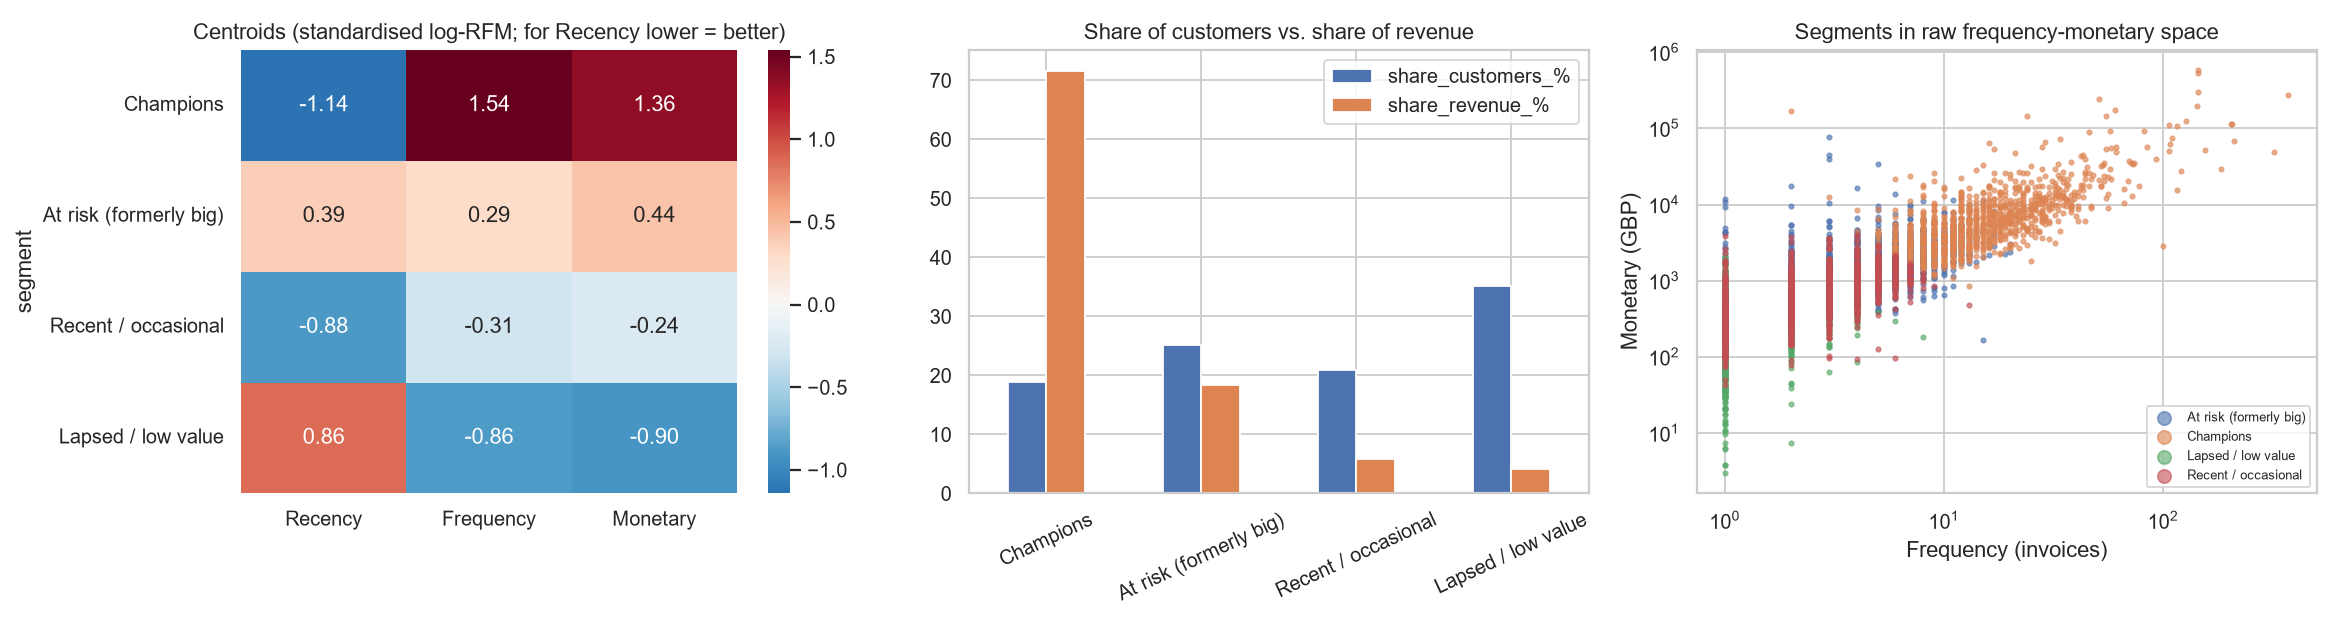 Centroids (standardised log-RFM; for Recency lower = better)
segment
Champions
At risk (formerly big)
Recent / occasional
Lapsed / low value
-1.14 1.54 1.36
0.39 0.29 0.44
-0.88 -0.31 -0.24
0.86 -0.86 -0.90
Recency Frequency Monetary
1.5
1.0
0.5
0.0
−0.5
−1.0
Share of customers vs. share of revenue
share_customers_%
share_revenue_%
70
60
50
40
30
20
10
0
Champions
At risk (formerly big)
Recent / occasional
Lapsed / low value
Segments in raw frequency-monetary space
Monetary (GBP)
10^6
10^5
10^4
10^3
10^2
10^1
At risk (formerly big)
Champions
Lapsed / low value
Recent / occasional
10^0 10^1 10^2
Frequency (invoices)